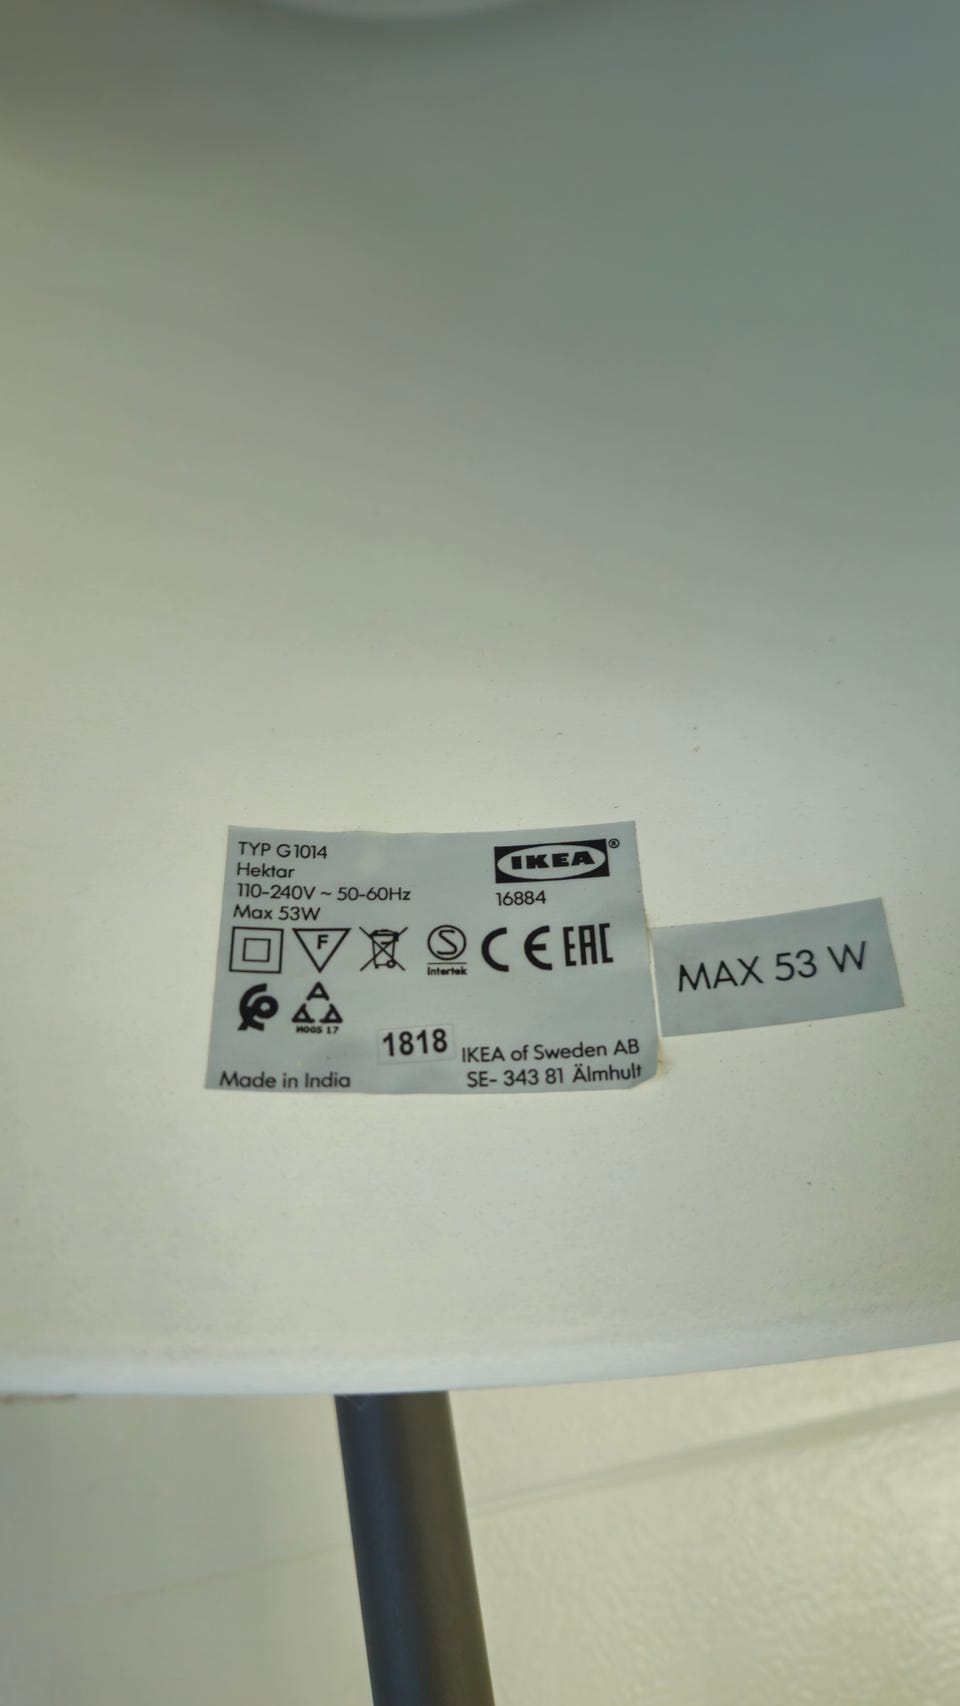 TYP G1014
Hektar
110-240V ~ 50-60Hz
Max 53W
IKEA®
16884
F
S
Intertek
CE EAC
A
N005 17
1818
IKEA of Sweden AB
SE- 343 81 Älmhult
Made in India
MAX 53 W